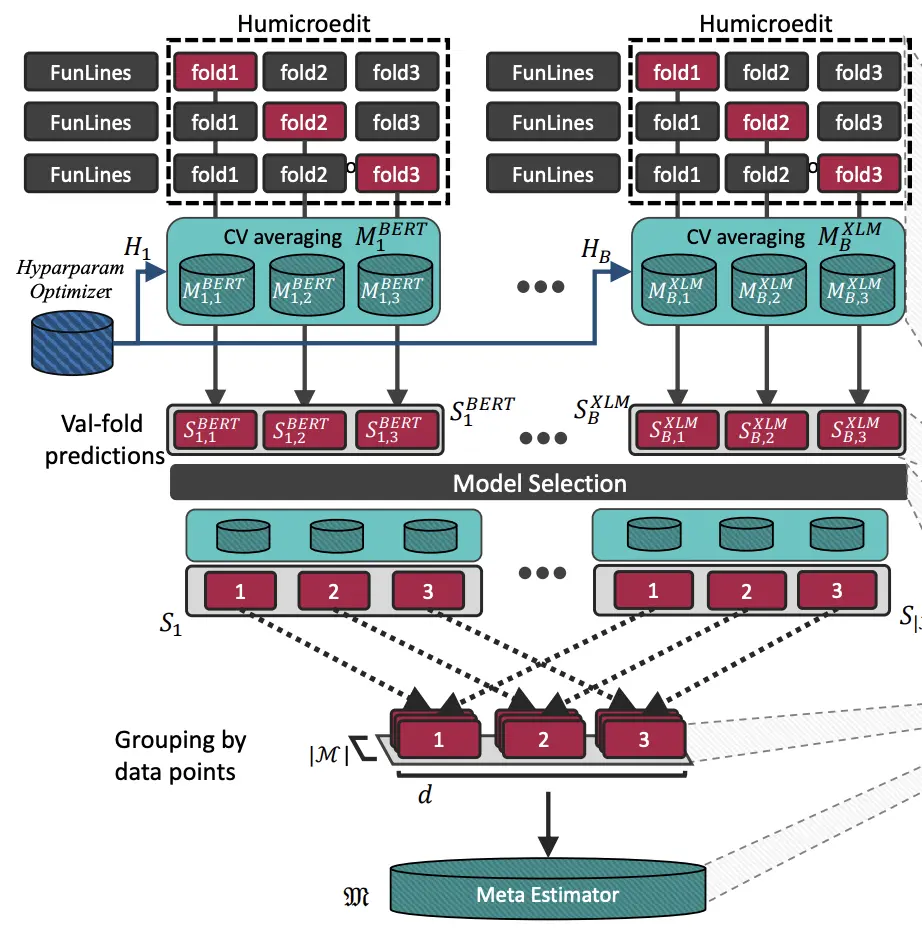 Humicroedit Humicroedit
FunLines fold1 fold2 fold3 FunLines fold1 fold2 fold3
FunLines fold1 fold2 fold3 FunLines fold1 fold2 fold3
FunLines fold1 fold2 fold3 FunLines fold1 fold2 fold3
CV averaging M_1^{BERT} CV averaging M_B^{XLM}
H_1 H_B
Hyparparam
Optimizer
M_{1,1}^{BERT} M_{1,2}^{BERT} M_{1,3}^{BERT} ••• M_{B,1}^{XLM} M_{B,2}^{XLM} M_{B,3}^{XLM}
S_1^{BERT} S_B^{XLM}
Val-fold
predictions
S_{1,1}^{BERT} S_{1,2}^{BERT} S_{1,3}^{BERT} ••• S_{B,1}^{XLM} S_{B,2}^{XLM} S_{B,3}^{XLM}
Model Selection
•••
1 2 3 1 2 3
S_1
Grouping by
data points
|ℳ| 1 2 3
d
𝔐 Meta Estimator